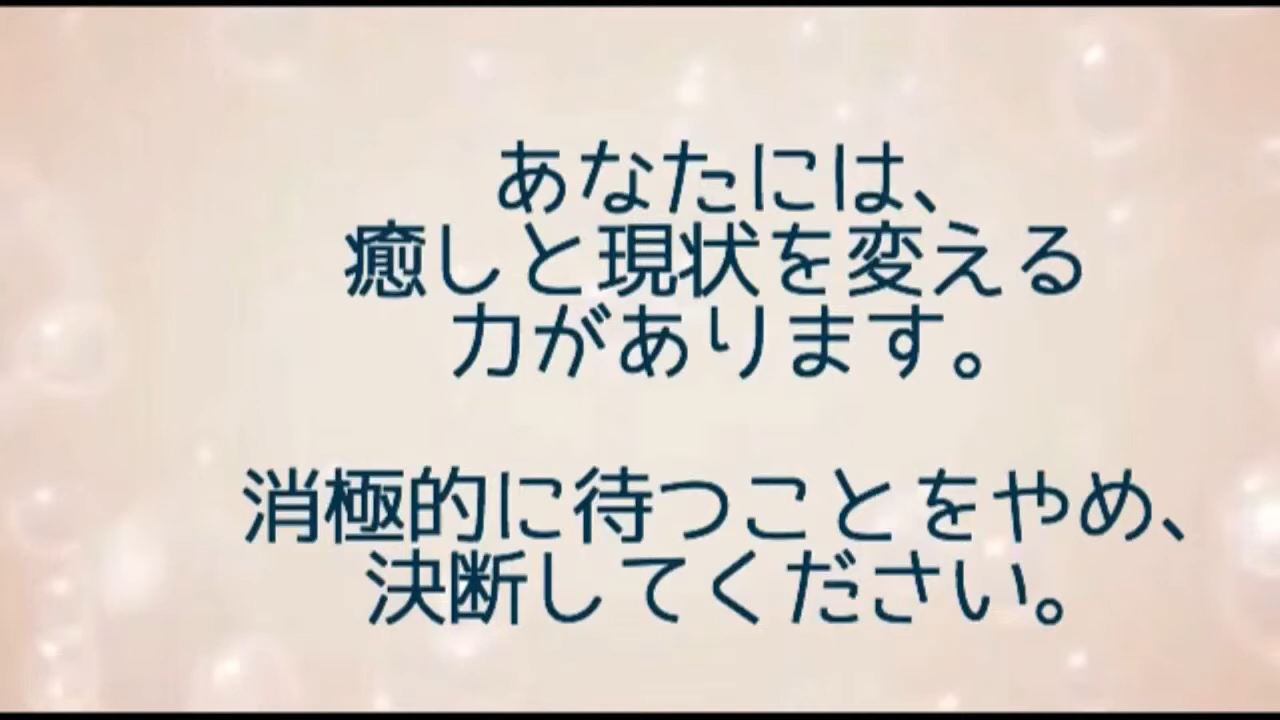 あなたには、
癒しと現状を変える
力があります。
消極的に待つことをやめ、
決断してください。